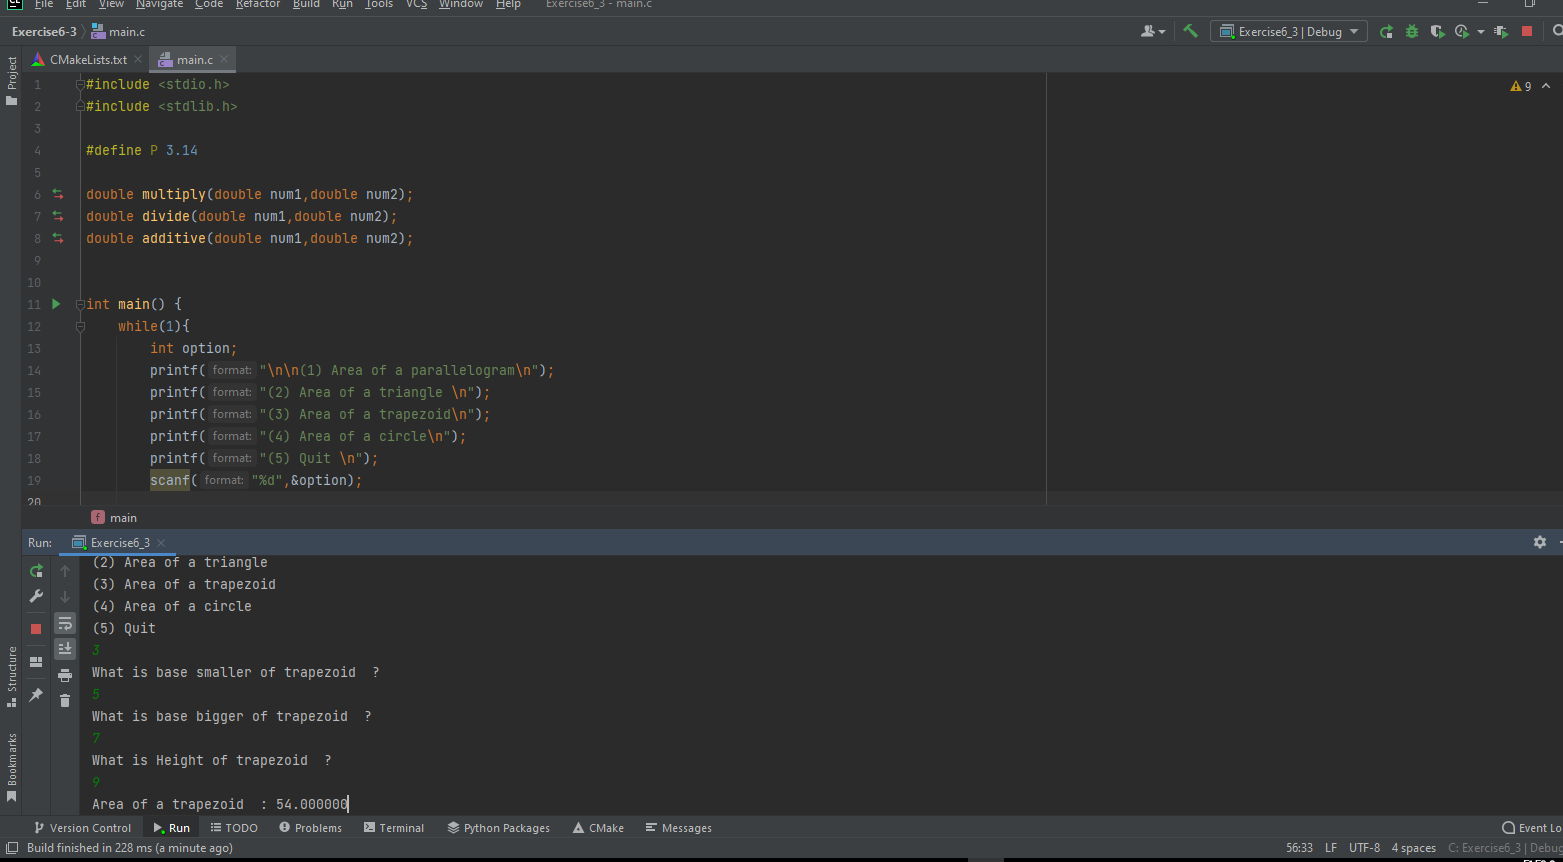 File Edit View Navigate Code Refactor Build Run Tools VCS Window Help Exercise6_3 - main.c
Exercise6-3 main.c Exercise6_3 | Debug
CMakeLists.txt main.c
Project
1 #include <stdio.h> 9
2 #include <stdlib.h>
3
4 #define P 3.14
5
6 double multiply(double num1,double num2);
7 double divide(double num1,double num2);
8 double additive(double num1,double num2);
9
10
11 int main() {
12 while(1){
13 int option;
14 printf( format: "\n\n(1) Area of a parallelogram\n");
15 printf( format: "(2) Area of a triangle \n");
16 printf( format: "(3) Area of a trapezoid\n");
17 printf( format: "(4) Area of a circle\n");
18 printf( format: "(5) Quit \n");
19 scanf( format: "%d",&option);
20
f main
Run: Exercise6_3
(2) Area of a triangle
(3) Area of a trapezoid
(4) Area of a circle
(5) Quit
3
What is base smaller of trapezoid  ?
5
What is base bigger of trapezoid  ?
7
What is Height of trapezoid  ?
9
Area of a trapezoid  : 54.000000
Structure
Bookmarks
Version Control Run TODO Problems Terminal Python Packages CMake Messages Event Lo
Build finished in 228 ms (a minute ago) 56:33 LF UTF-8 4 spaces C: Exercise6_3 | Debug